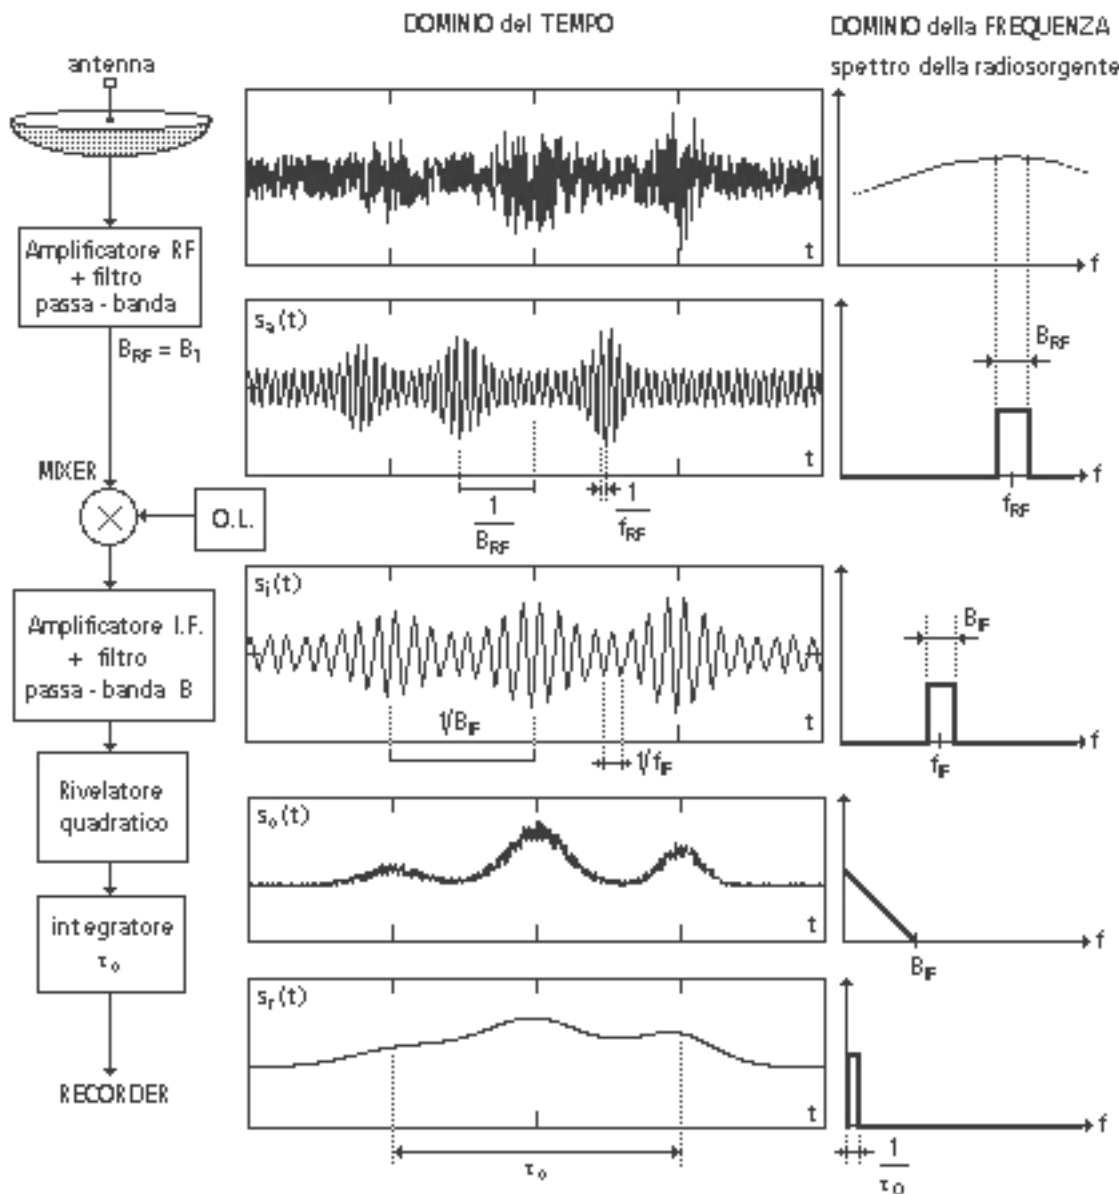 DOMINIO del TEMPO
DOMINIO della FREQUENZA
spettro della radiosorgente
antenna
t
f
Amplificatore RF
+ filtro
passa - banda
B_RF = B_1
s_a(t)
t
1
B_RF
1
f_RF
B_RF
f
f_RF
MIXER
O.L.
Amplificatore I.F.
+ filtro
passa - banda B
s_i(t)
t
1/B_IF
1/f_IF
B_IF
f
f_IF
Rivelatore
quadratico
s_o(t)
t
f
B_IF
integratore
τ_o
s_r(t)
t
τ_o
f
1
τ_o
RECORDER